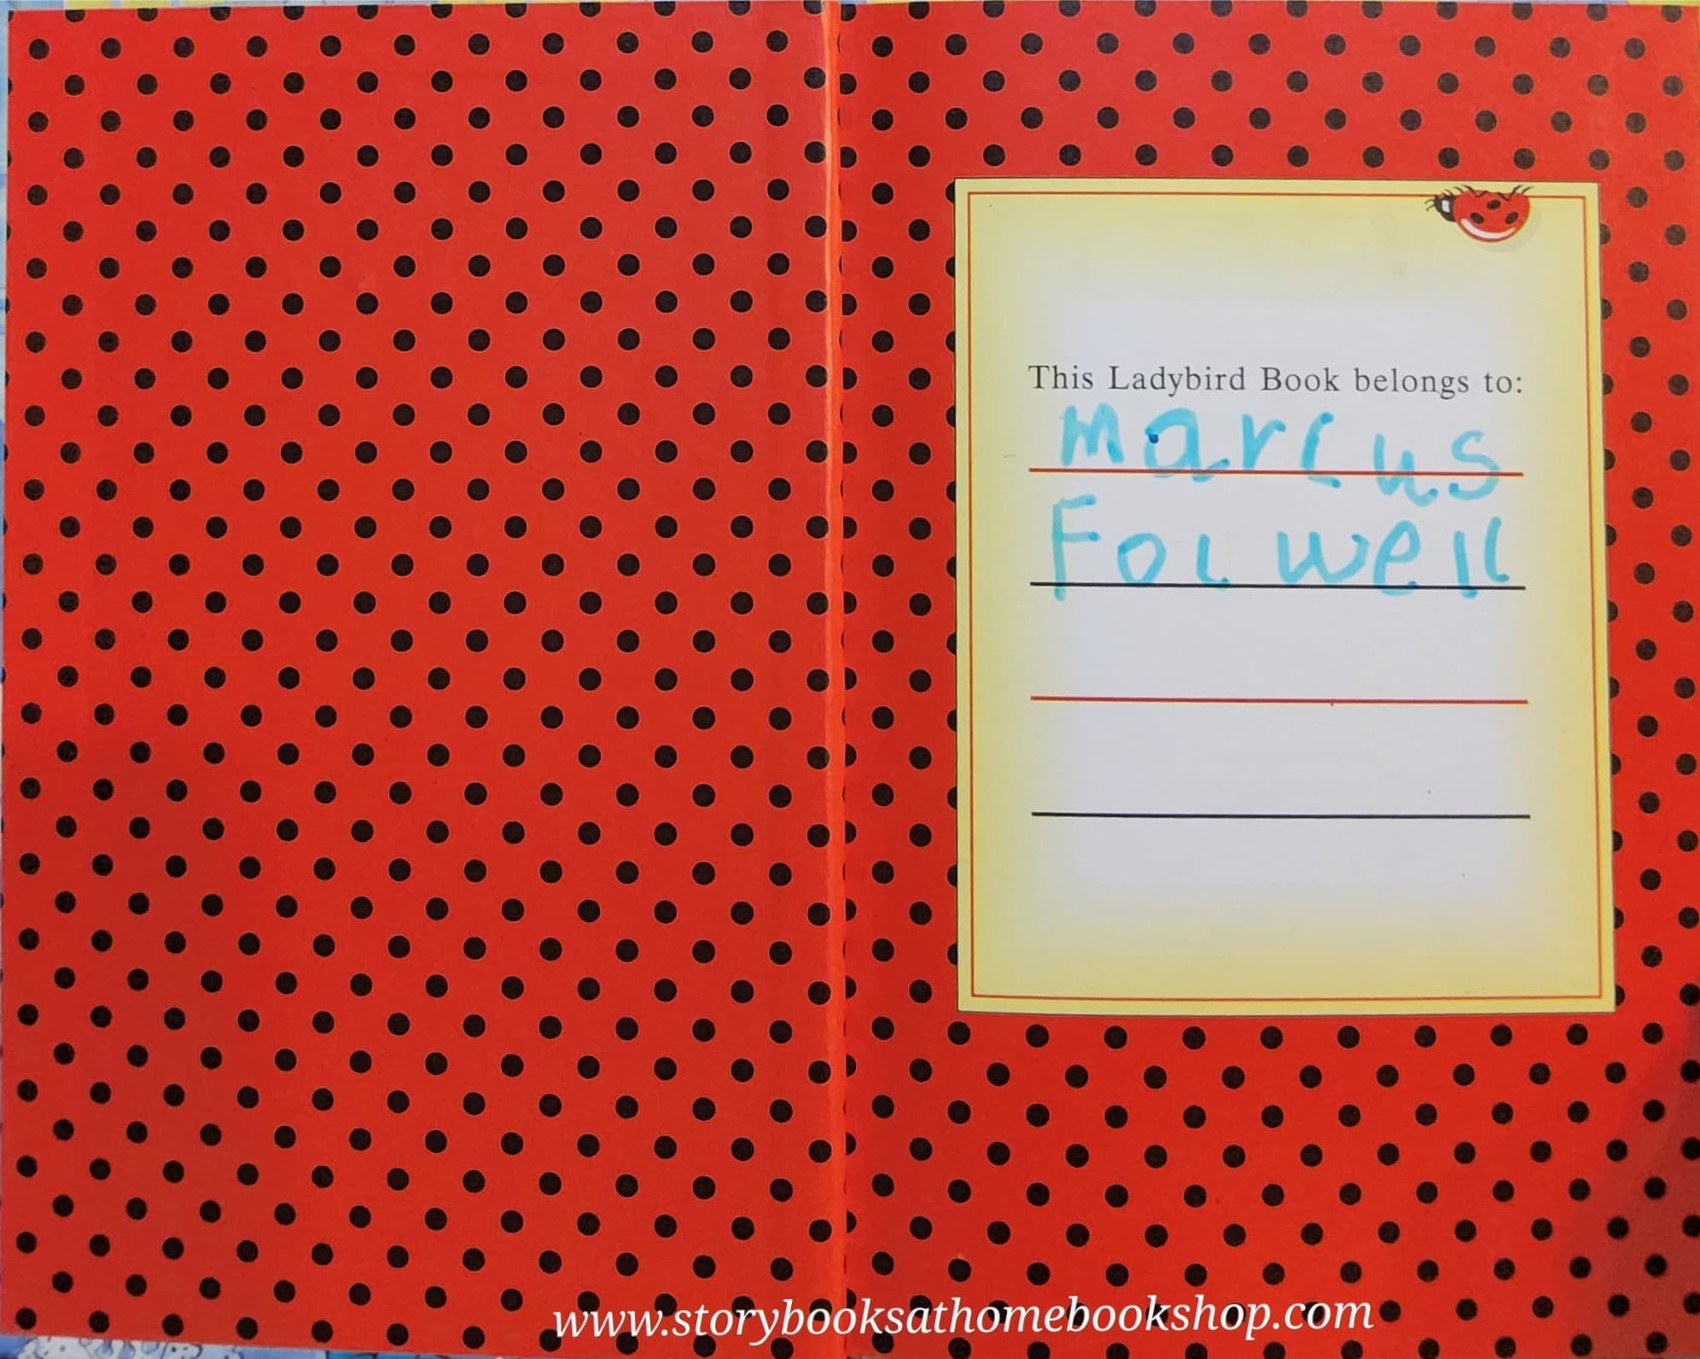 This Ladybird Book belongs to:
Marcus
Folwell
www.storybooksathomebookshop.com